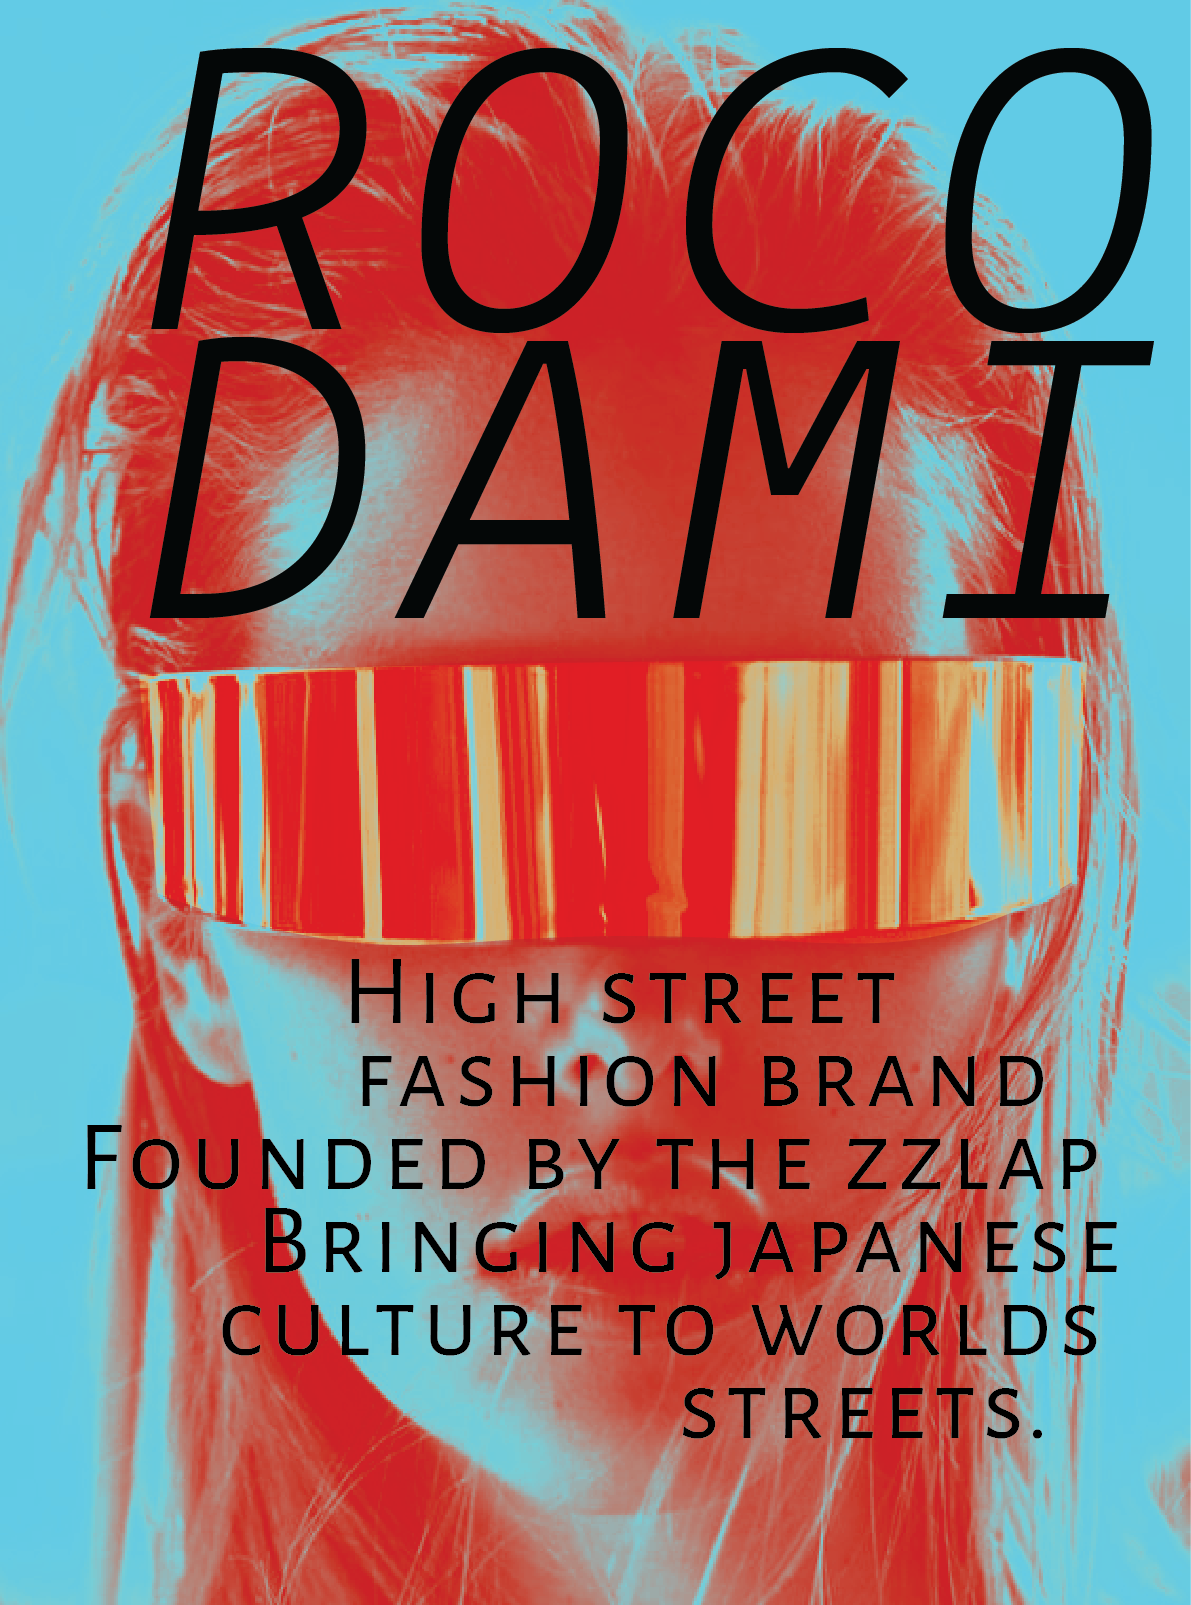 ROCO
DAMI
High street
fashion brand
Founded by the zzlap
Bringing japanese
culture to worlds
streets.